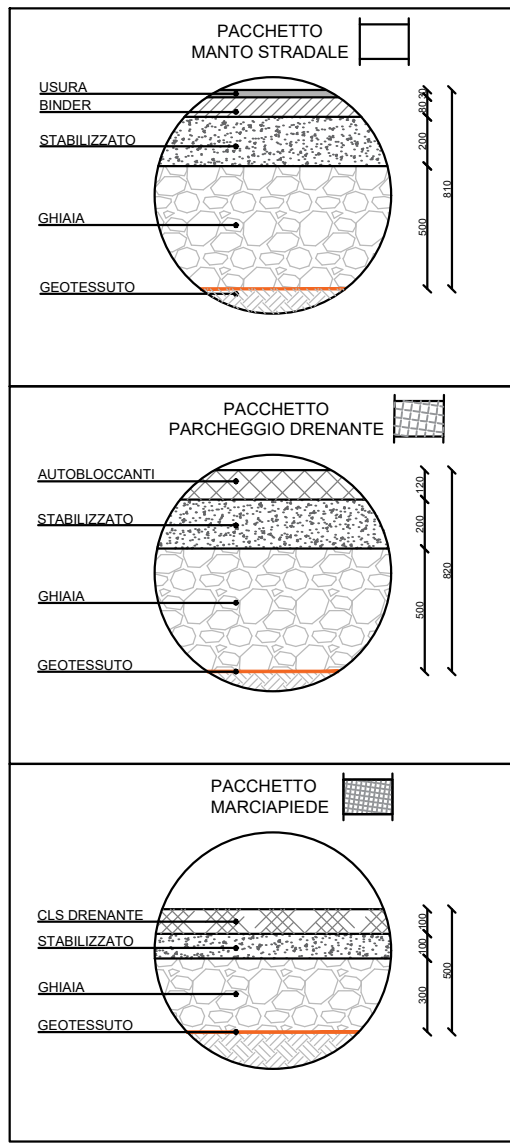 PACCHETTO
MANTO STRADALE
USURA
BINDER
STABILIZZATO
GHIAIA
GEOTESSUTO
30
80
200
500
810
PACCHETTO
PARCHEGGIO DRENANTE
AUTOBLOCCANTI
STABILIZZATO
GHIAIA
GEOTESSUTO
120
200
500
820
PACCHETTO
MARCIAPIEDE
CLS DRENANTE
STABILIZZATO
GHIAIA
GEOTESSUTO
100
100
300
500